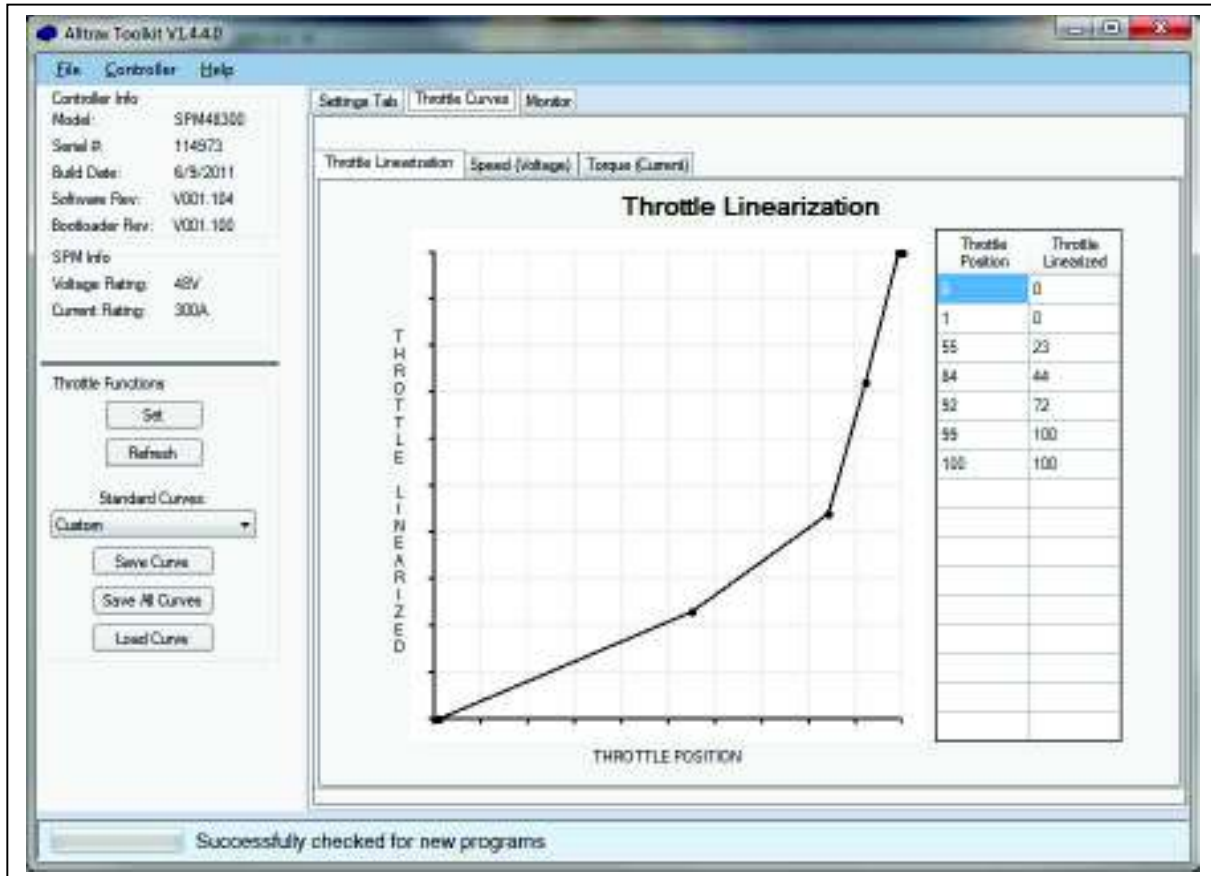 Alltrax Toolkit V1.4.4.0
File Controller Help
Controller Info
Model: SPM48300
Serial #: 114973
Build Date: 6/9/2011
Software Rev: V001.104
Bootloader Rev: V001.100
SPM Info
Voltage Rating: 48V
Current Rating: 300A
Throttle Functions
Set
Refresh
Standard Curves
Custom
Save Curve
Save All Curves
Load Curve
Settings Tab Throttle Curves Monitor
Throttle Linearization Speed (Voltage) Torque (Current)
Throttle Linearization
THROTTLE LINEARIZED
THROTTLE POSITION
Throttle Position Throttle Linearized
0 0
1 0
55 23
84 44
92 72
99 100
100 100
Successfully checked for new programs